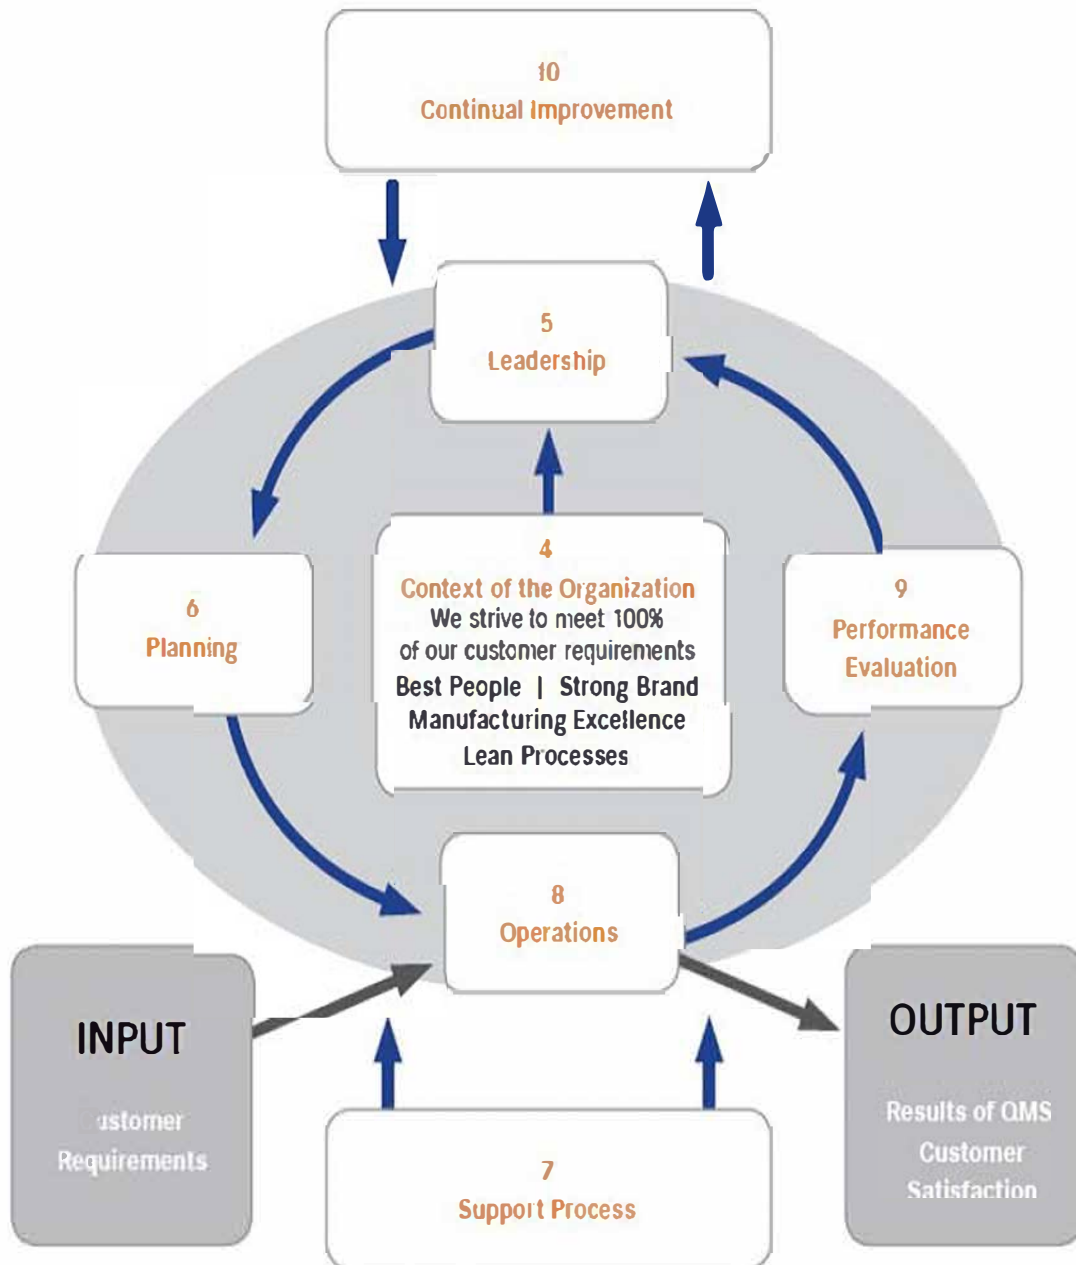 10
Continual Improvement
5
Leadership
4
Context of the Organization
We strive to meet 100%
of our customer requirements
Best People | Strong Brand
Manufacturing Excellence
Lean Processes
6
Planning
9
Performance
Evaluation
8
Operations
INPUT
ustomer
Requirements
OUTPUT
Results of QMS
Customer
Satisfaction
7
Support Process